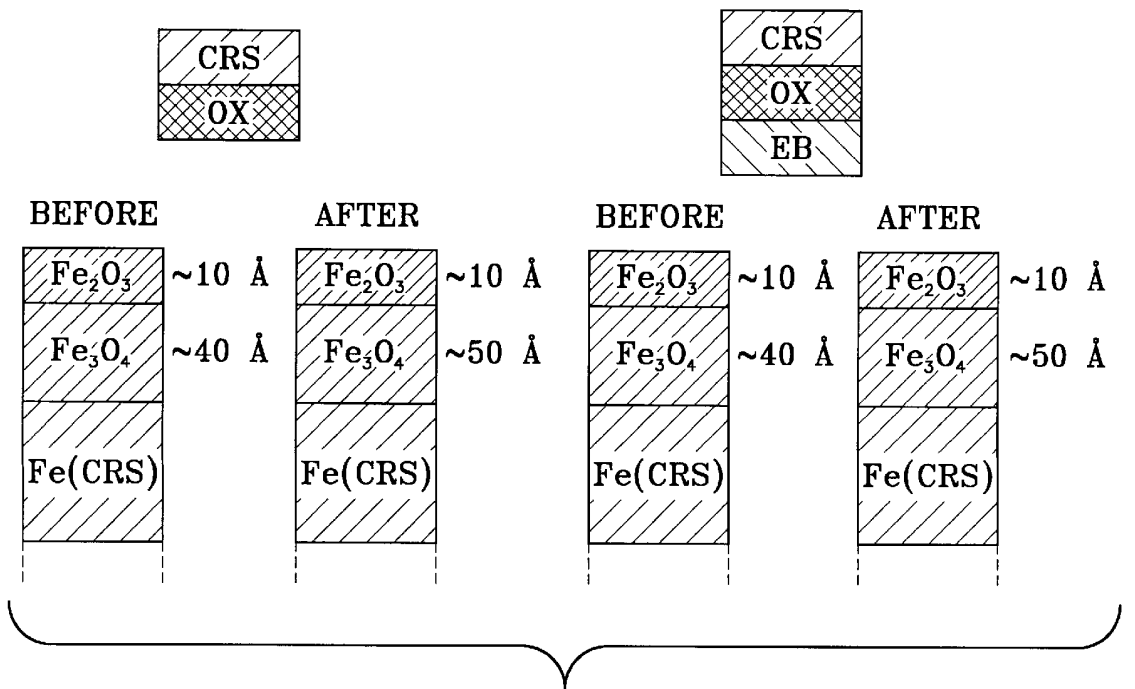 CRS
OX
CRS
OX
EB
BEFORE AFTER BEFORE AFTER
Fe₂O₃ ~10 Å Fe₂O₃ ~10 Å Fe₂O₃ ~10 Å Fe₂O₃ ~10 Å
Fe₃O₄ ~40 Å Fe₃O₄ ~50 Å Fe₃O₄ ~40 Å Fe₃O₄ ~50 Å
Fe(CRS) Fe(CRS) Fe(CRS) Fe(CRS)